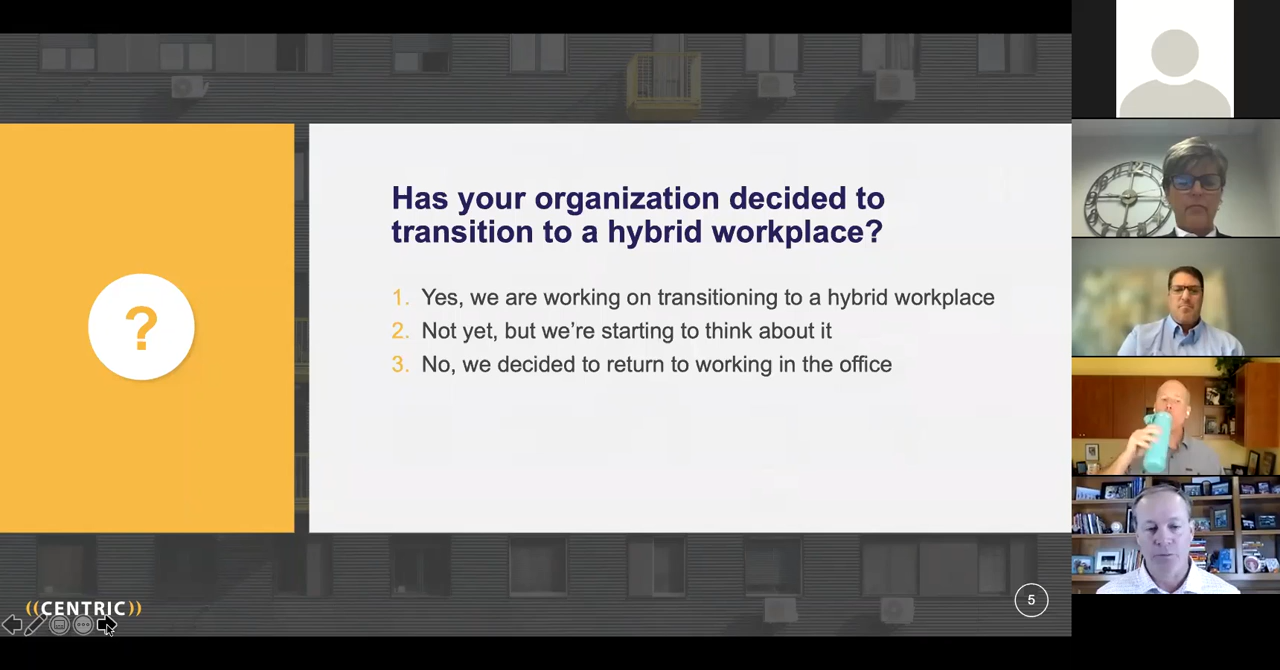 Has your organization decided to
transition to a hybrid workplace?
1. Yes, we are working on transitioning to a hybrid workplace
?
2. Not yet, but we’re starting to think about it
3. No, we decided to return to working in the office
((CENTRIC))
5